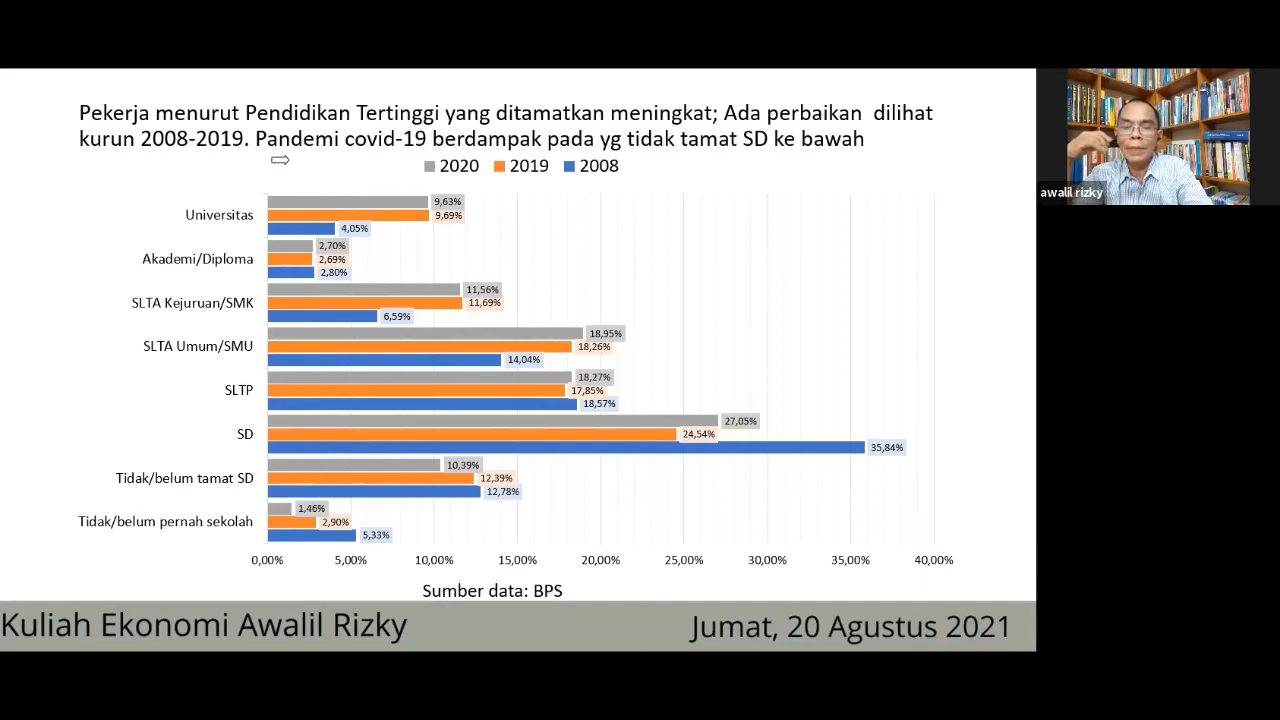 Pekerja menurut Pendidikan Tertinggi yang ditamatkan meningkat; Ada perbaikan dilihat
kurun 2008-2019. Pandemi covid-19 berdampak pada yg tidak tamat SD ke bawah
2020 2019 2008
Universitas
9,63%
9,69%
4,05%
Akademi/Diploma
2,70%
2,69%
2,80%
SLTA Kejuruan/SMK
11,56%
11,69%
6,59%
SLTA Umum/SMU
18,95%
18,26%
14,04%
SLTP
18,27%
17,85%
18,57%
SD
27,05%
24,54%
35,84%
Tidak/belum tamat SD
10,39%
12,39%
12,78%
Tidak/belum pernah sekolah
1,46%
2,90%
5,33%
0,00% 5,00% 10,00% 15,00% 20,00% 25,00% 30,00% 35,00% 40,00%
Sumber data: BPS
Kuliah Ekonomi Awalil Rizky
Jumat, 20 Agustus 2021
awalil rizky